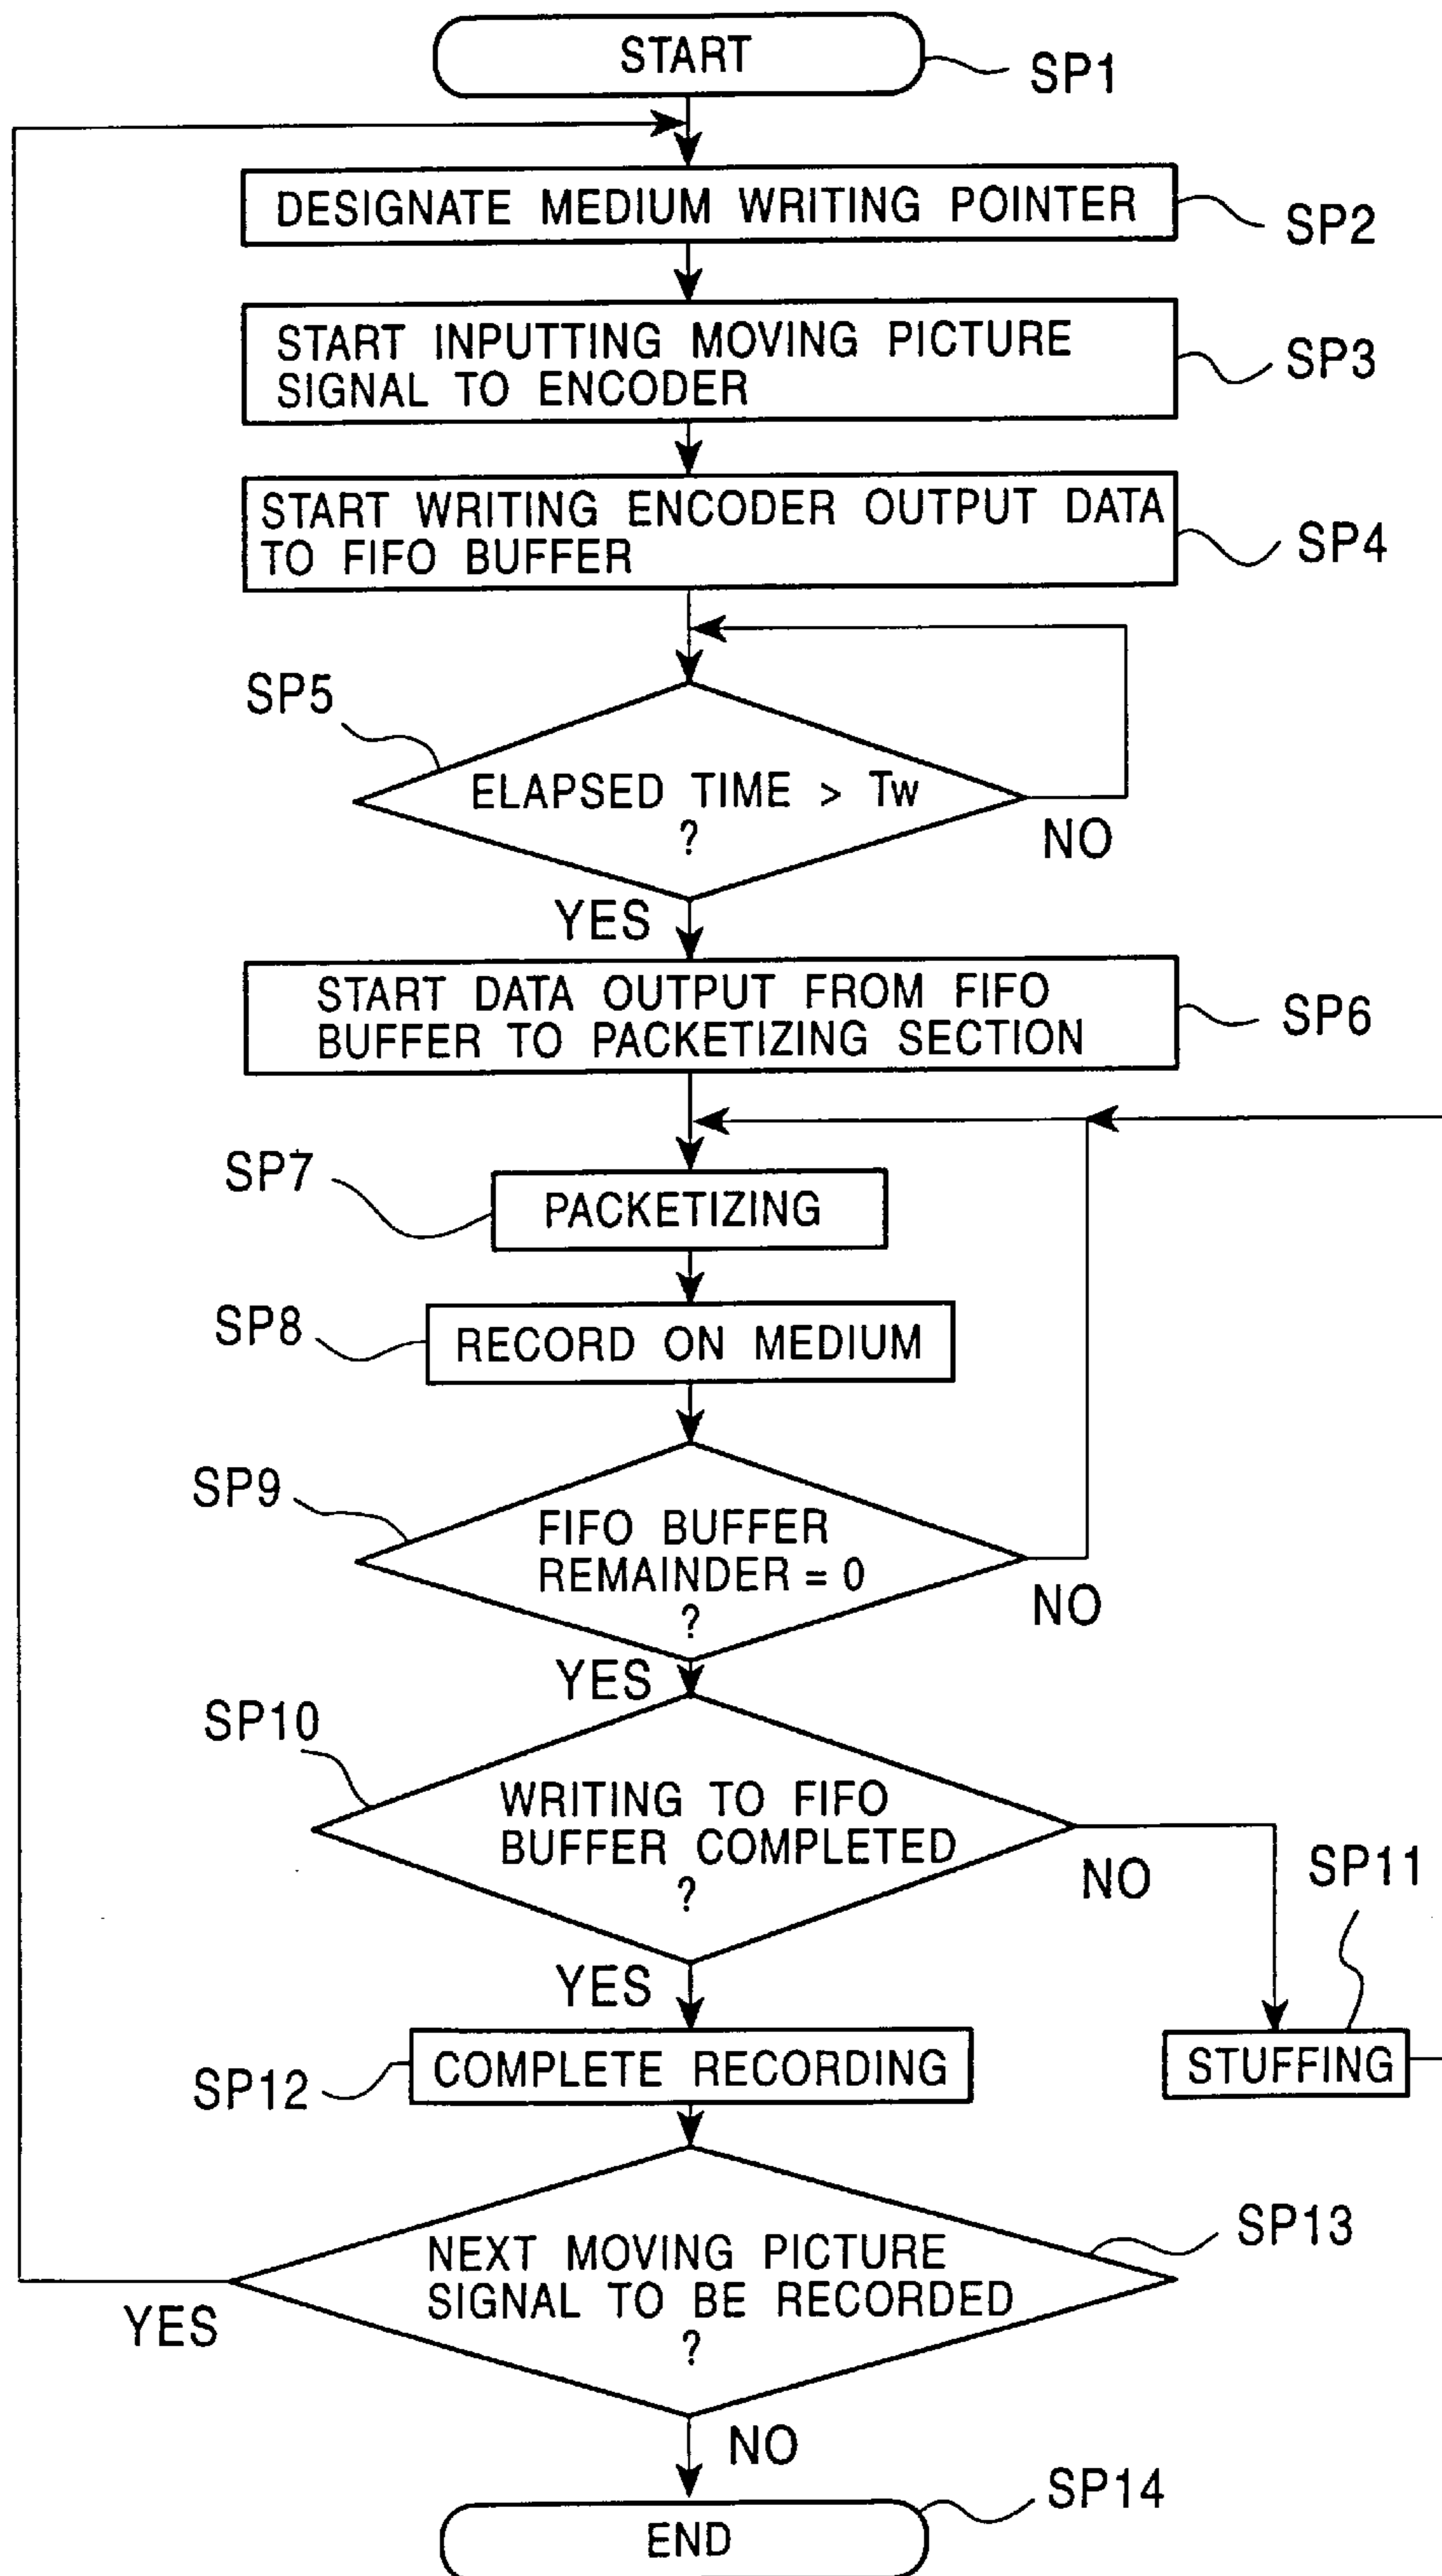 START
SP1
DESIGNATE MEDIUM WRITING POINTER
SP2
START INPUTTING MOVING PICTURE
SIGNAL TO ENCODER
SP3
START WRITING ENCODER OUTPUT DATA
TO FIFO BUFFER
SP4
SP5
ELAPSED TIME > Tw
?
NO
YES
START DATA OUTPUT FROM FIFO
BUFFER TO PACKETIZING SECTION
SP6
SP7
PACKETIZING
SP8
RECORD ON MEDIUM
SP9
FIFO BUFFER
REMAINDER = 0
?
NO
YES
SP10
WRITING TO FIFO
BUFFER COMPLETED
?
NO
SP11
YES
SP12
COMPLETE RECORDING
STUFFING
SP13
NEXT MOVING PICTURE
SIGNAL TO BE RECORDED
?
YES
NO
SP14
END